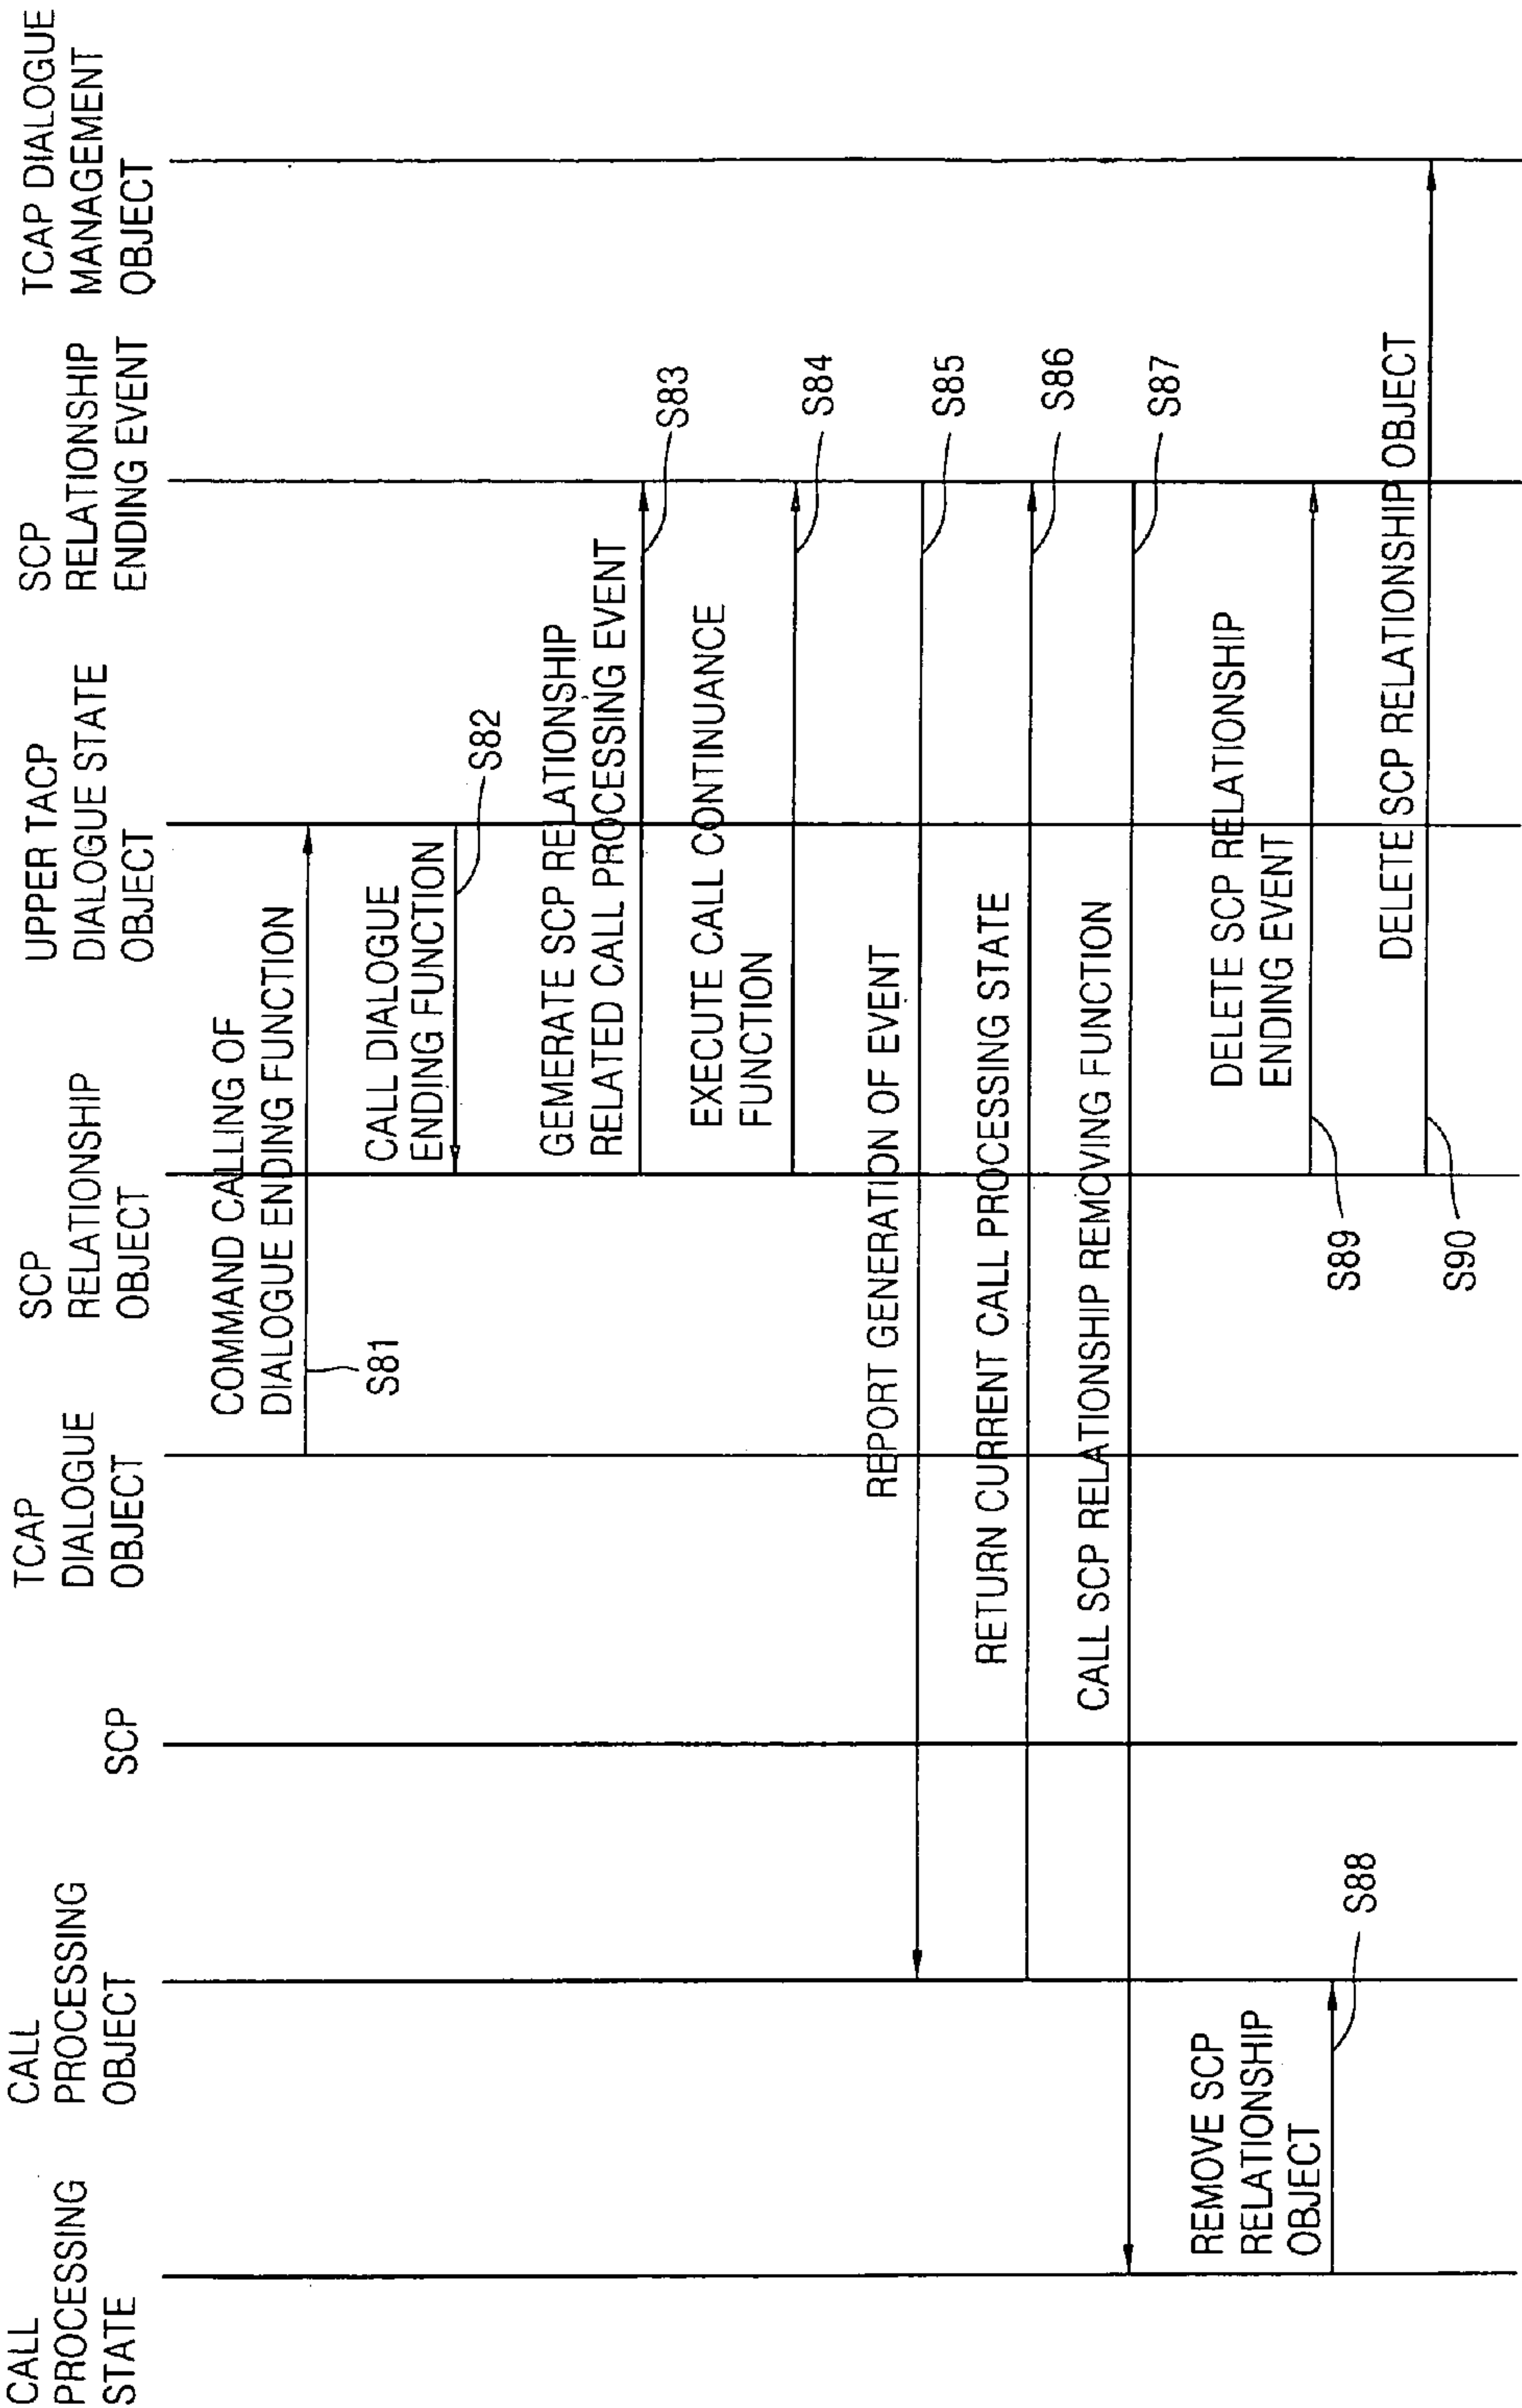 CALL
PROCESSING
STATE
CALL
PROCESSING
OBJECT
SCP
TCAP
DIALOGUE
OBJECT
SCP
RELATIONSHIP
OBJECT
UPPER TACP
DIALOGUE STATE
OBJECT
SCP
RELATIONSHIP
ENDING EVENT
TCAP DIALOGUE
MANAGEMENT
OBJECT
COMMAND CALLING OF
DIALOGUE ENDING FUNCTION
S81
CALL DIALOGUE
ENDING FUNCTION
S82
GEMERATE SCP RELATIONSHIP
RELATED CALL PROCESSING EVENT
S83
EXECUTE CALL CONTINUANCE
FUNCTION
S84
REPORT GENERATION OF EVENT
S85
RETURN CURRENT CALL PROCESSING STATE
S86
CALL SCP RELATIONSHIP REMOVING FUNCTION
S87
REMOVE SCP
RELATIONSHIP
OBJECT
S88
DELETE SCP RELATIONSHIP
ENDING EVENT
S89
DELETE SCP RELATIONSHIP OBJECT
S90